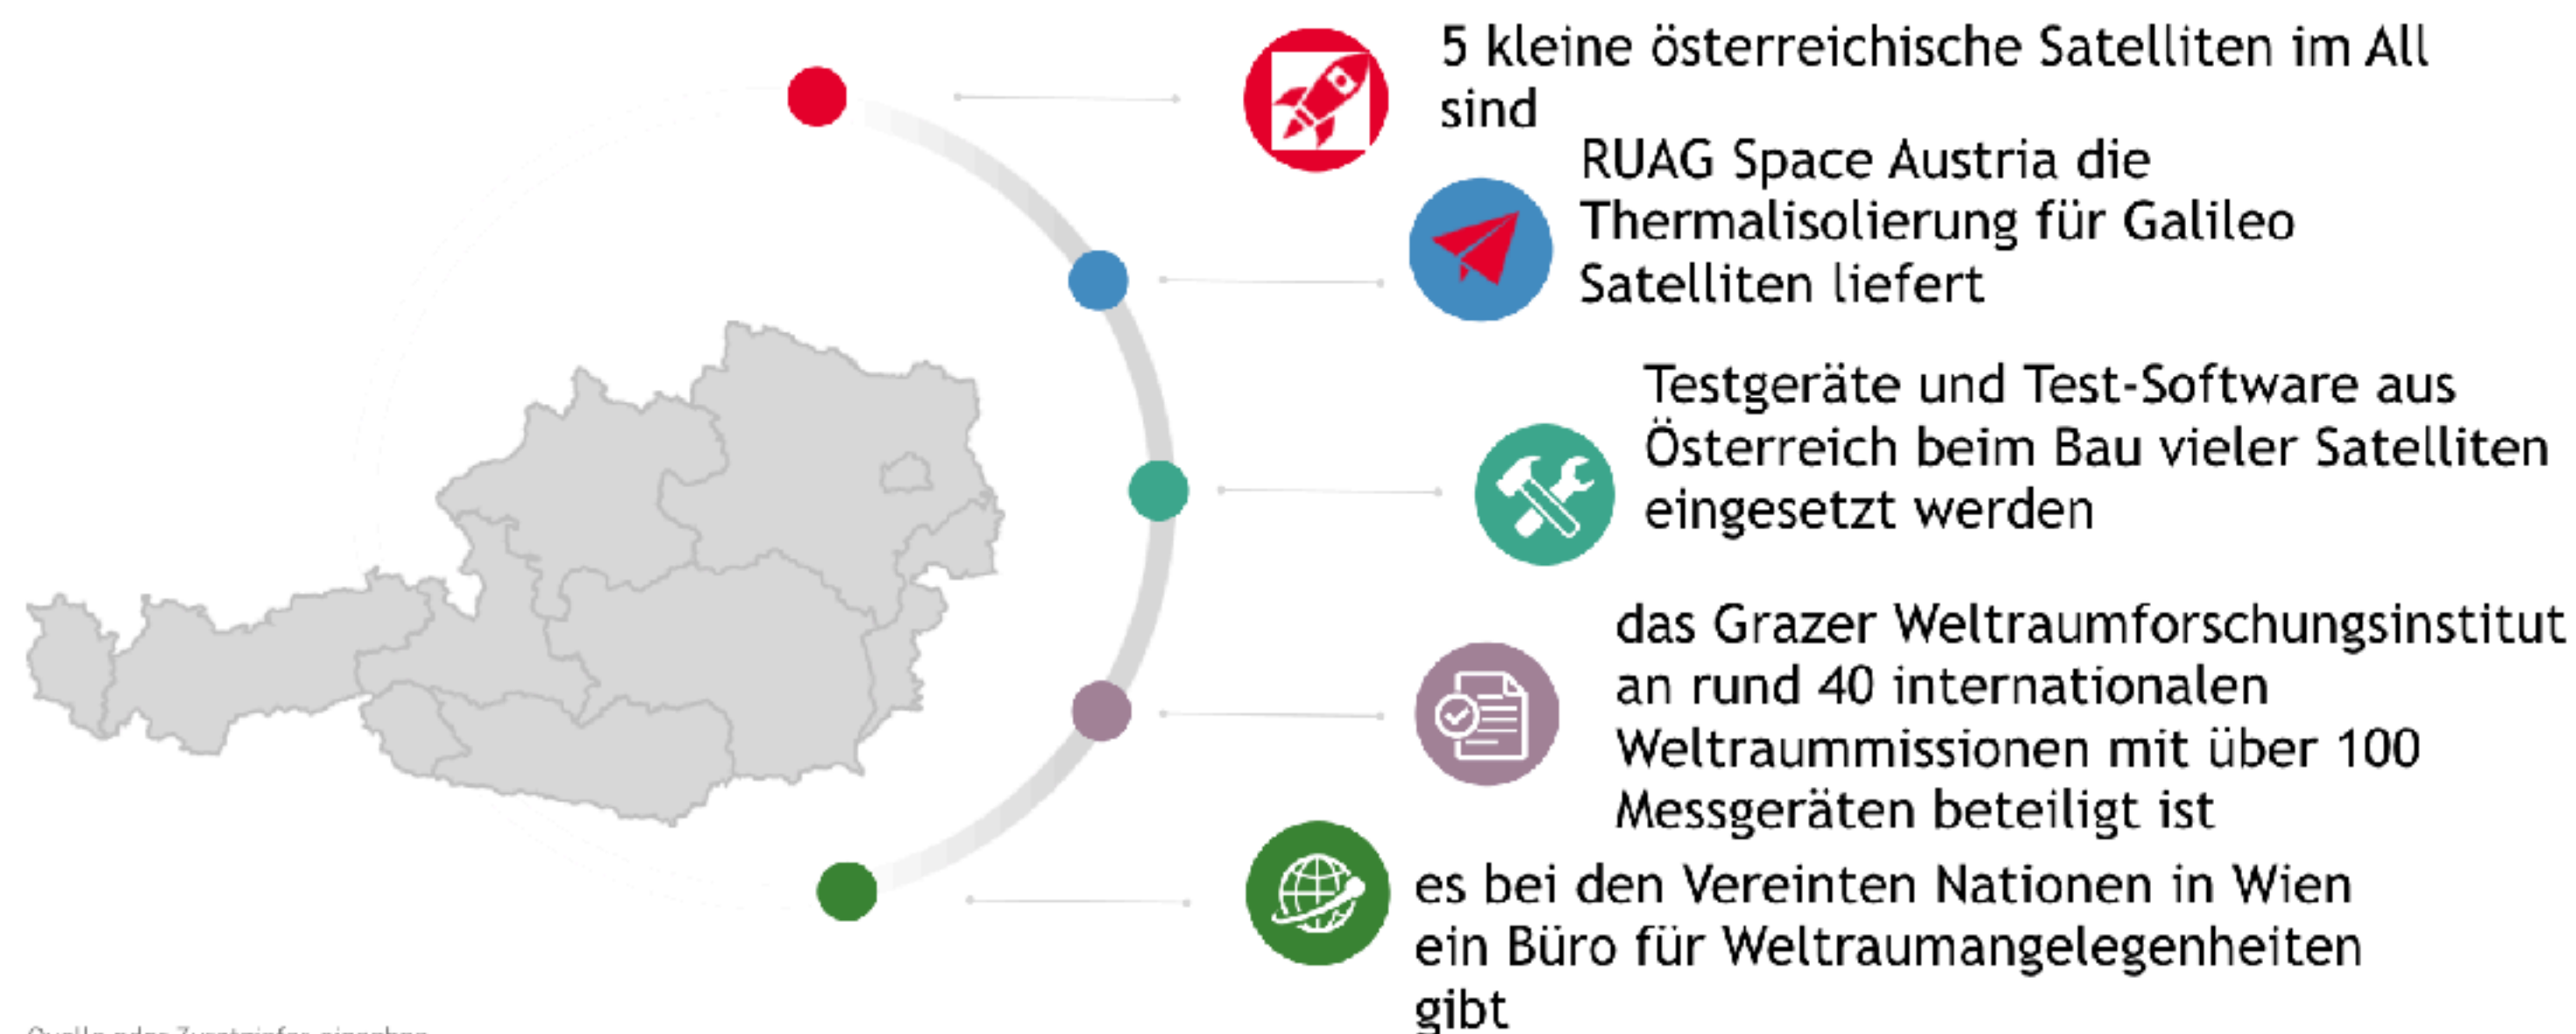 5 kleine österreichische Satelliten im All
sind
RUAG Space Austria die
Thermalisolierung für Galileo
Satelliten liefert
Testgeräte und Test-Software aus
Österreich beim Bau vieler Satelliten
eingesetzt werden
das Grazer Weltraumforschungsinstitut
an rund 40 internationalen
Weltraummissionen mit über 100
Messgeräten beteiligt ist
es bei den Vereinten Nationen in Wien
ein Büro für Weltraumangelegenheiten
gibt